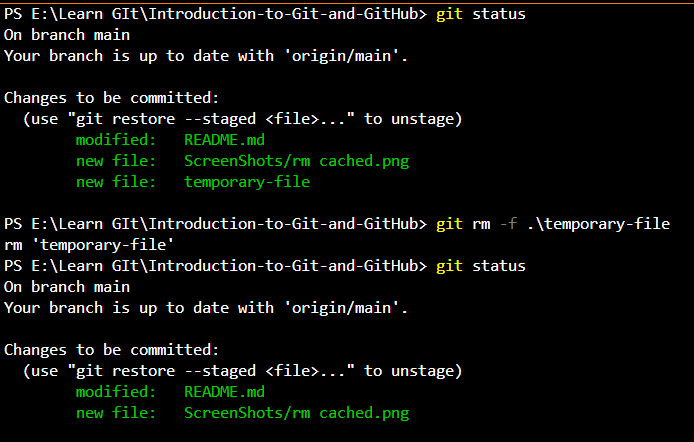 PS E:\Learn GIt\Introduction-to-Git-and-GitHub> git status
On branch main
Your branch is up to date with 'origin/main'.
Changes to be committed:
  (use "git restore --staged <file>..." to unstage)
        modified:   README.md
        new file:   ScreenShots/rm cached.png
        new file:   temporary-file
PS E:\Learn GIt\Introduction-to-Git-and-GitHub> git rm -f .\temporary-file
rm 'temporary-file'
PS E:\Learn GIt\Introduction-to-Git-and-GitHub> git status
On branch main
Your branch is up to date with 'origin/main'.
Changes to be committed:
  (use "git restore --staged <file>..." to unstage)
        modified:   README.md
        new file:   ScreenShots/rm cached.png